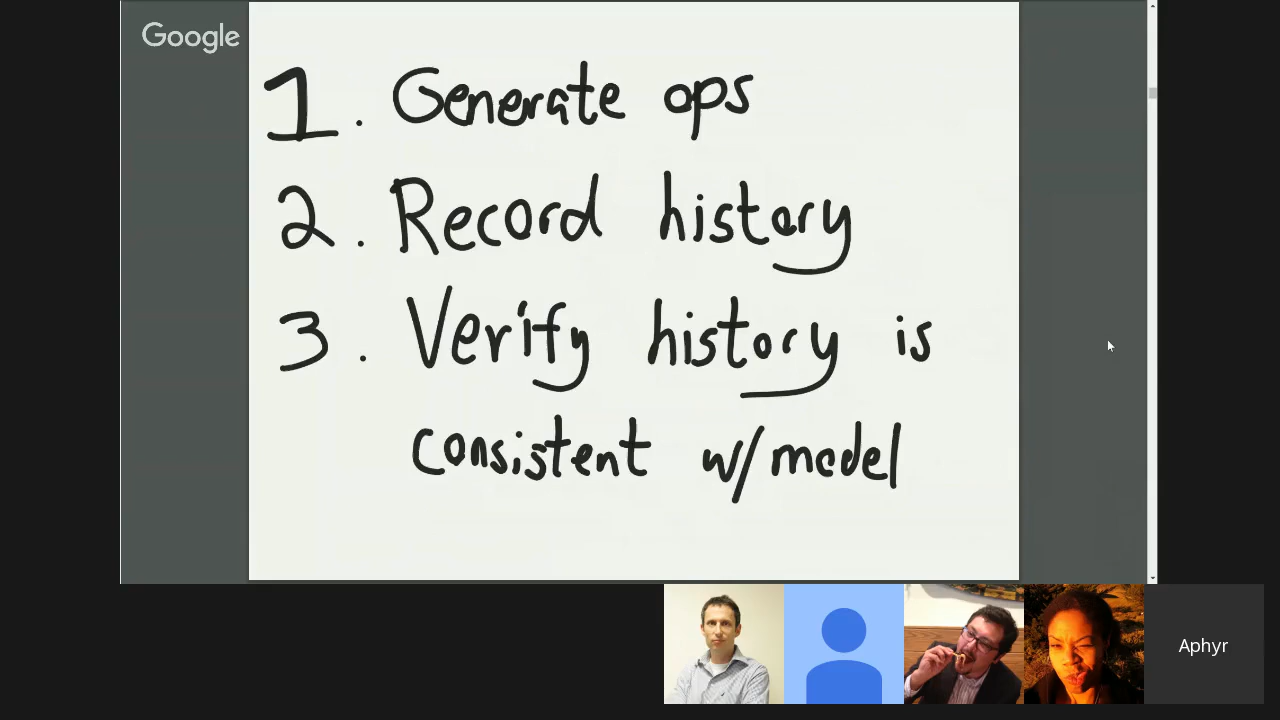 Google
1. Generate ops
2. Record history
3. Verify history is
consistent w/ model
Aphyr